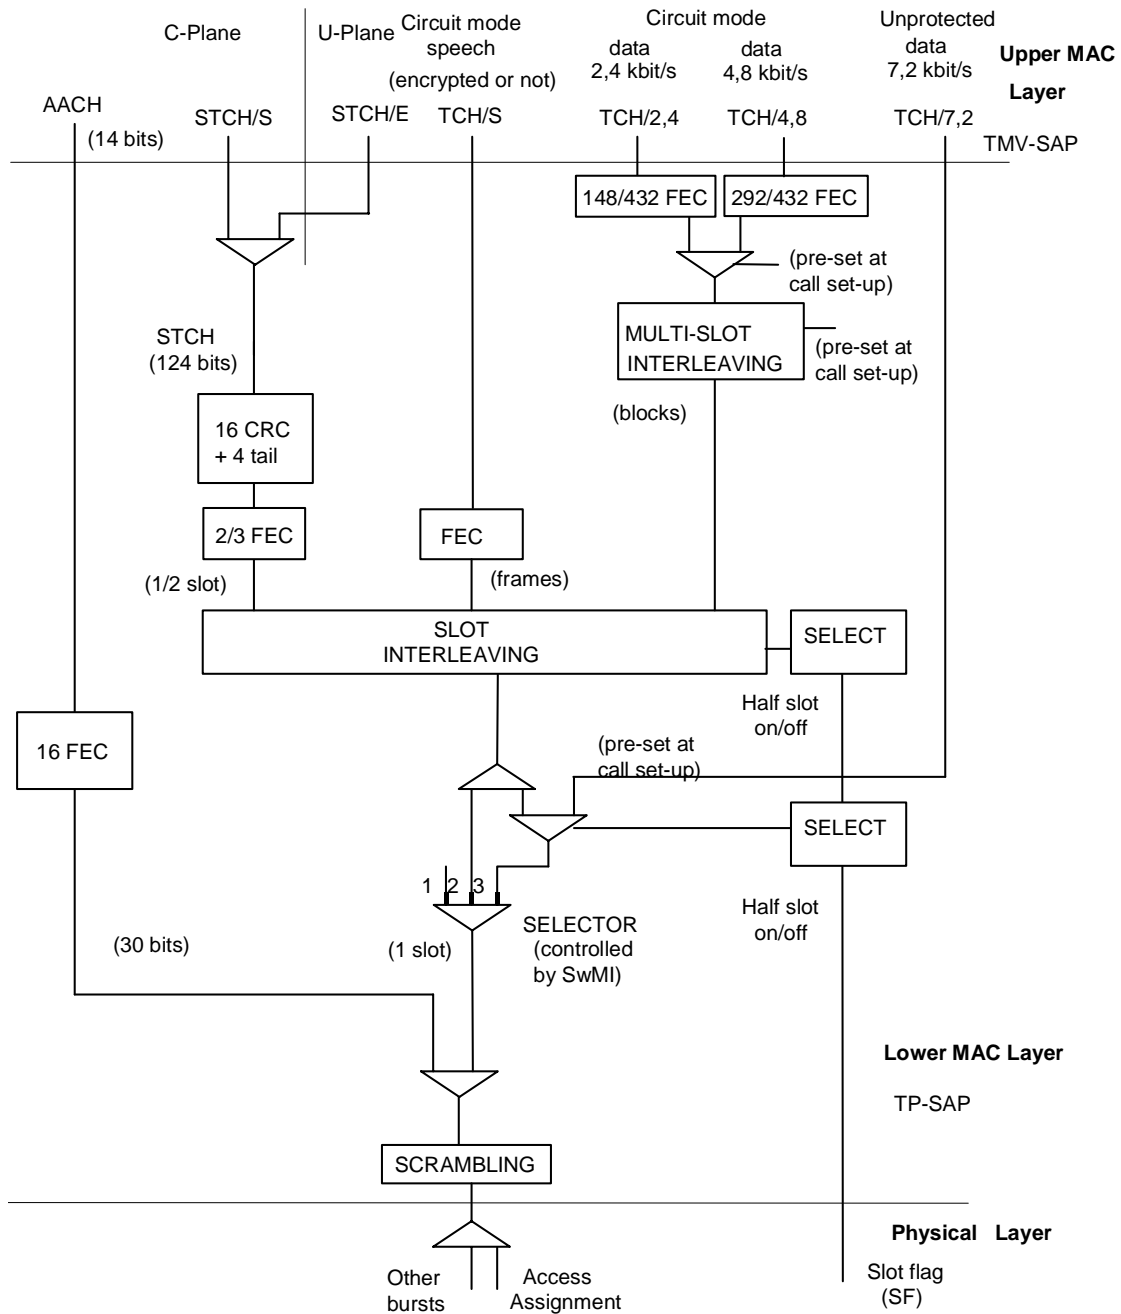 C-Plane
U-Plane
Circuit mode
speech
(encrypted or not)
Circuit mode
data
2,4 kbit/s
data
4,8 kbit/s
Unprotected
data
7,2 kbit/s
Upper MAC
Layer
AACH
(14 bits)
STCH/S
STCH/E
TCH/S
TCH/2,4
TCH/4,8
TCH/7,2
TMV-SAP
148/432 FEC
292/432 FEC
(pre-set at
call set-up)
STCH
(124 bits)
MULTI-SLOT
INTERLEAVING
(pre-set at
call set-up)
(blocks)
16 CRC
+ 4 tail
2/3 FEC
FEC
(1/2 slot)
(frames)
SLOT
INTERLEAVING
SELECT
Half slot
on/off
16 FEC
(pre-set at
call set-up)
SELECT
1 2 3
Half slot
on/off
SELECTOR
(controlled
by SwMI)
(30 bits)
(1 slot)
Lower MAC Layer
TP-SAP
SCRAMBLING
Physical Layer
Other
bursts
Access
Assignment
Slot flag
(SF)